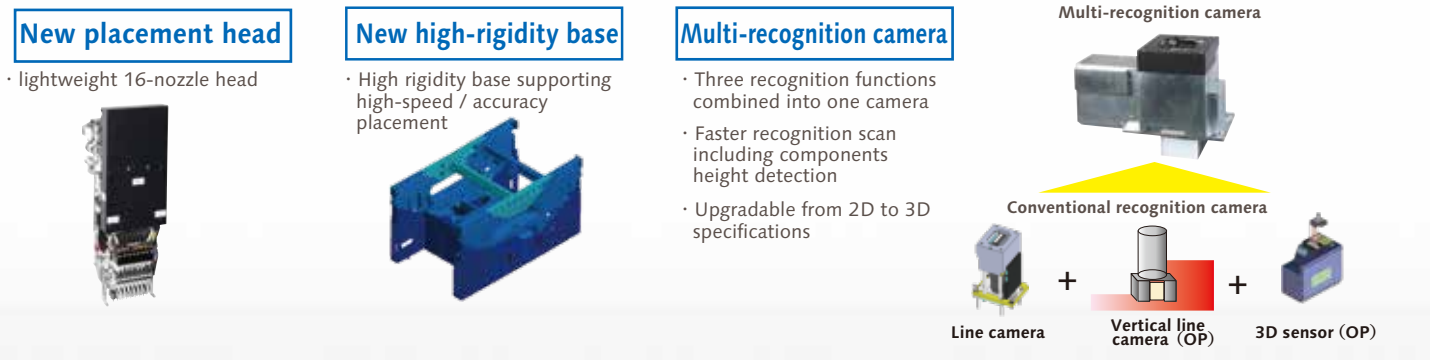 New placement head
· lightweight 16-nozzle head
New high-rigidity base
· High rigidity base supporting
high-speed / accuracy
placement
Multi-recognition camera
· Three recognition functions
combined into one camera
· Faster recognition scan
including components
height detection
· Upgradable from 2D to 3D
specifications
Multi-recognition camera
Conventional recognition camera
+
+
Line camera
Vertical line
camera (OP)
3D sensor (OP)